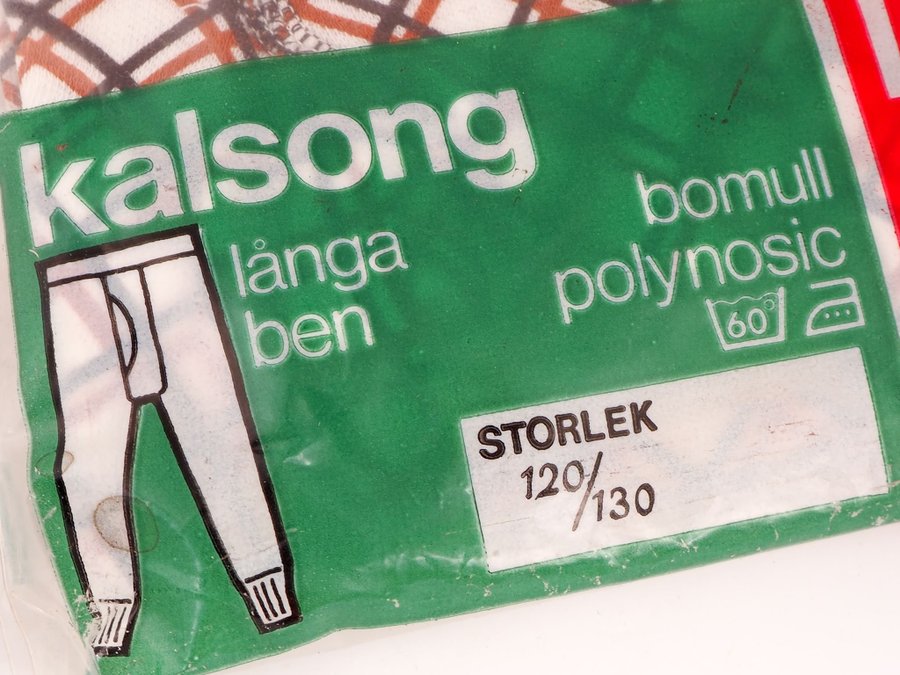 kalsong
långa
ben
bomull
polynosic
60°
STORLEK
120/
/130